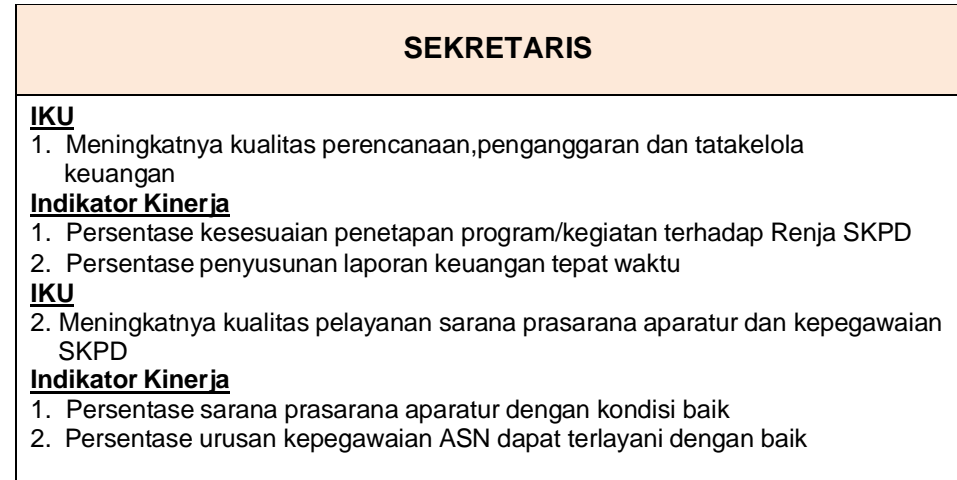 SEKRETARIS
IKU
1. Meningkatnya kualitas perencanaan,penganggaran dan tatakelola
keuangan
Indikator Kinerja
1. Persentase kesesuaian penetapan program/kegiatan terhadap Renja SKPD
2. Persentase penyusunan laporan keuangan tepat waktu
IKU
2. Meningkatnya kualitas pelayanan sarana prasarana aparatur dan kepegawaian
SKPD
Indikator Kinerja
1. Persentase sarana prasarana aparatur dengan kondisi baik
2. Persentase urusan kepegawaian ASN dapat terlayani dengan baik